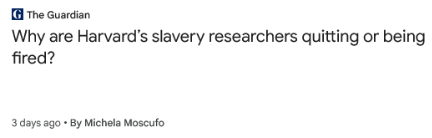 The Guardian
Why are Harvard's slavery researchers quitting or being
fired?
3 days ago • By Michela Moscufo